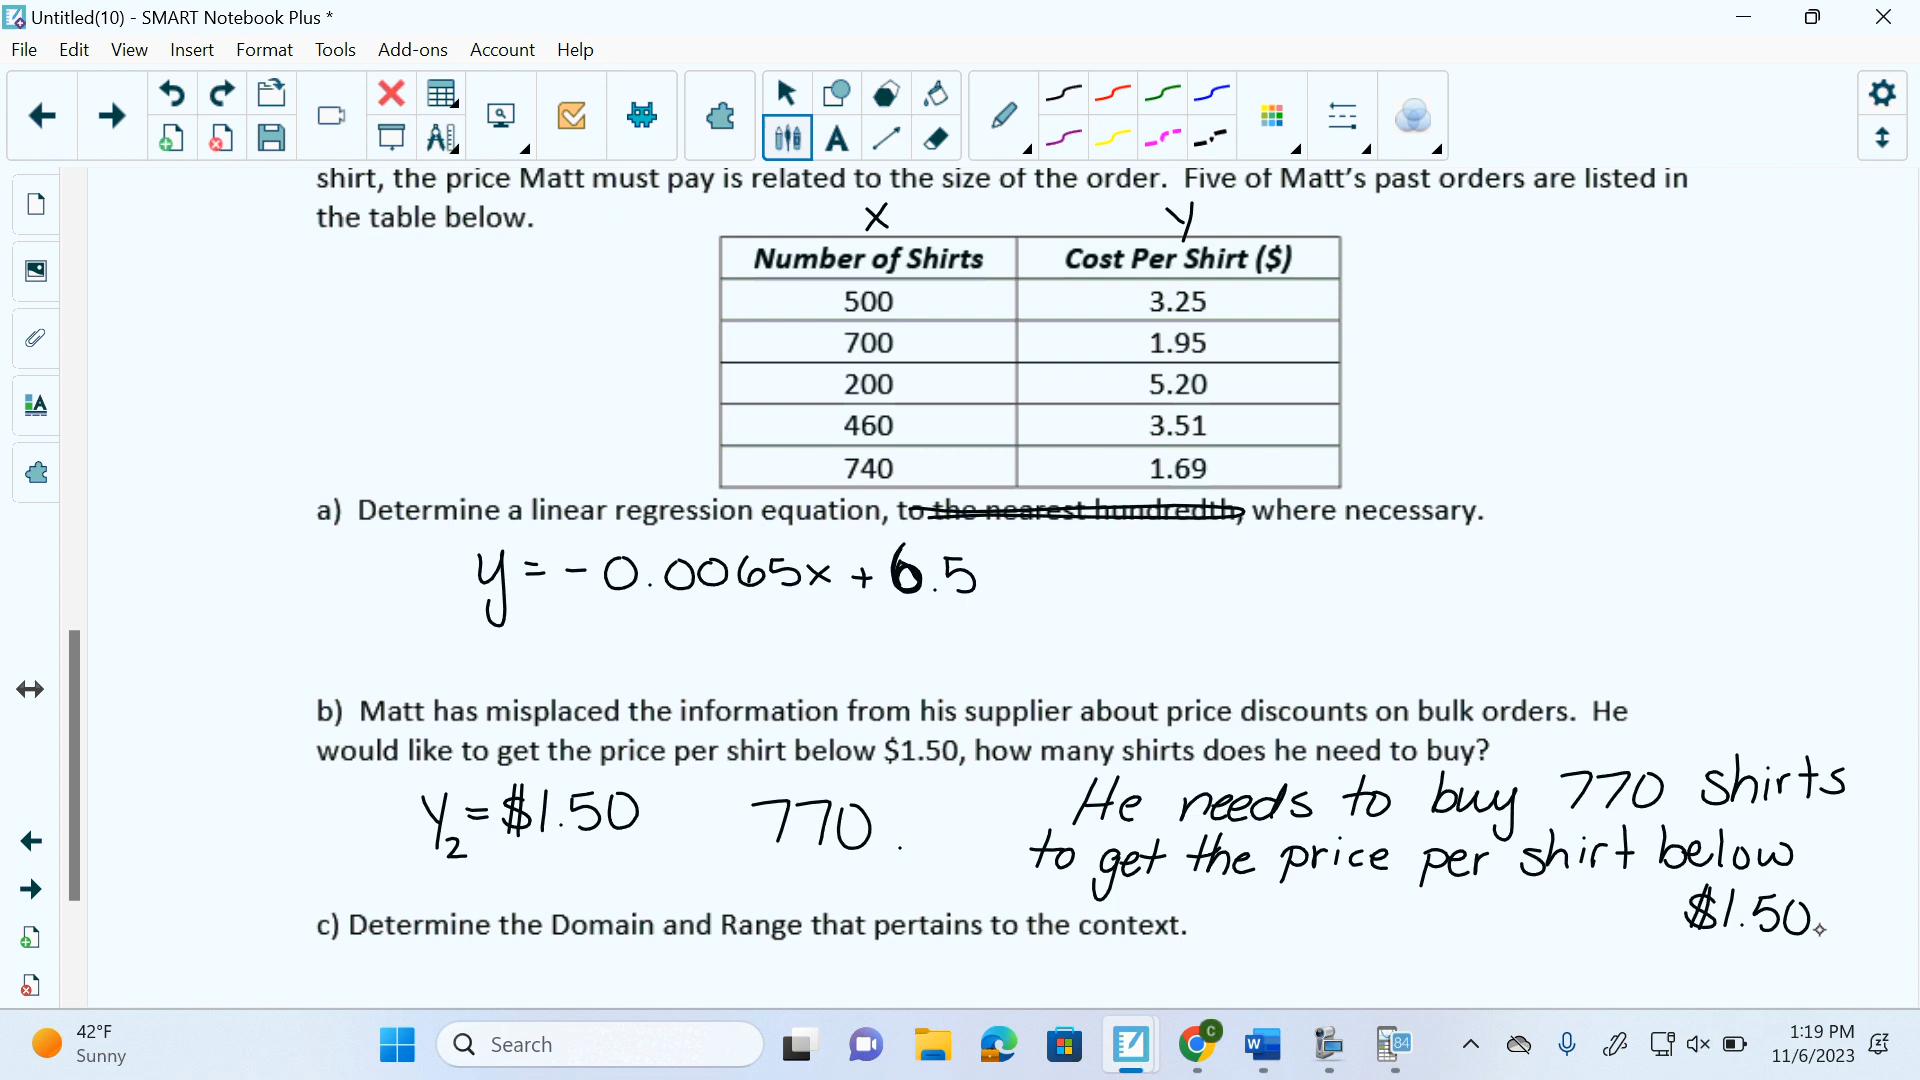 Untitled(10) - SMART Notebook Plus *
File Edit View Insert Format Tools Add-ons Account Help
shirt, the price Matt must pay is related to the size of the order. Five of Matt's past orders are listed in
the table below.
x y
Number of Shirts Cost Per Shirt ($)
500 3.25
700 1.95
200 5.20
460 3.51
740 1.69
a) Determine a linear regression equation, to the nearest hundredth, where necessary.
y = - 0.0065x + 6.5
b) Matt has misplaced the information from his supplier about price discounts on bulk orders. He
would like to get the price per shirt below $1.50, how many shirts does he need to buy?
y2 = $1.50 770 .
He needs to buy 770 shirts
to get the price per shirt below
$1.50.
c) Determine the Domain and Range that pertains to the context.
42°F
Sunny
Search
C
84
1:19 PM
11/6/2023